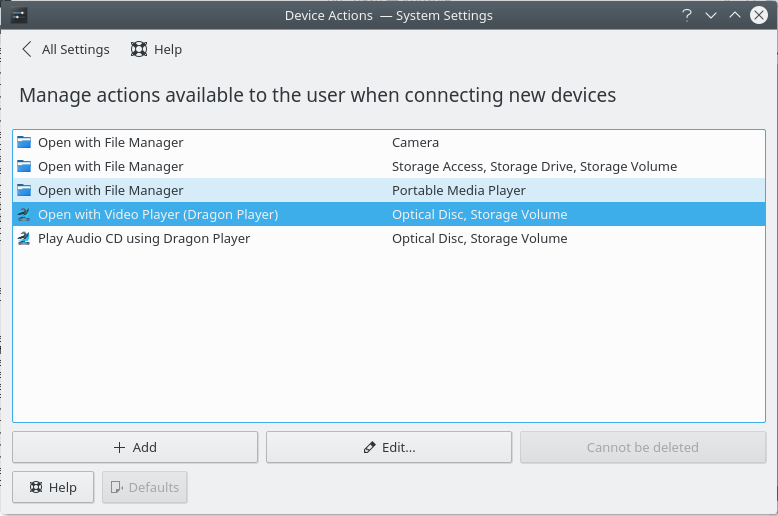 Device Actions — System Settings
All Settings Help
Manage actions available to the user when connecting new devices
Open with File Manager Camera
Open with File Manager Storage Access, Storage Drive, Storage Volume
Open with File Manager Portable Media Player
Open with Video Player (Dragon Player) Optical Disc, Storage Volume
Play Audio CD using Dragon Player Optical Disc, Storage Volume
Add Edit... Cannot be deleted
Help Defaults